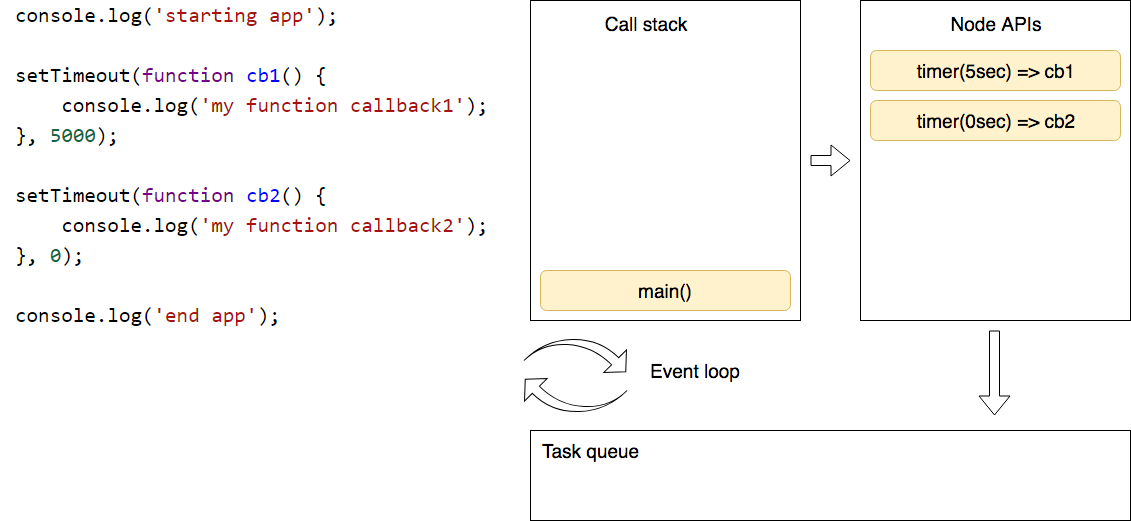 console.log('starting app');
setTimeout(function cb1() {
    console.log('my function callback1');
}, 5000);
setTimeout(function cb2() {
    console.log('my function callback2');
}, 0);
console.log('end app');
Call stack
main()
Node APIs
timer(5sec) => cb1
timer(0sec) => cb2
Event loop
Task queue